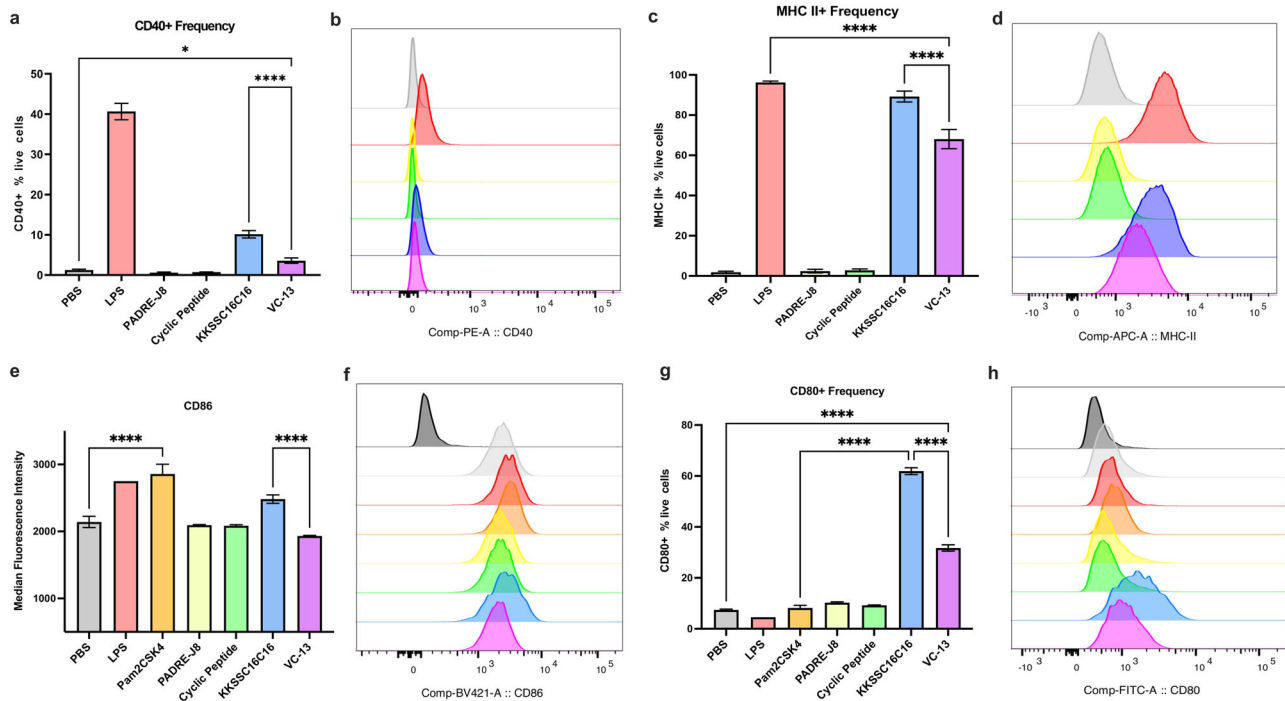 a
CD40+ Frequency
*
****
CD40+ % live cells
50
40
30
20
10
0
PBS
LPS
PADRE-J8
Cyclic Peptide
KKSSC16C16
VC-13
b
0
10 3
10 4
10 5
Comp-PE-A :: CD40
c
MHC II+ Frequency
****
****
MHC II+ % live cells
100
80
60
40
20
0
PBS
LPS
PADRE-J8
Cyclic Peptide
KKSSC16C16
VC-13
d
-10 3
0
10 3
10 4
10 5
Comp-APC-A :: MHC-II
e
CD86
****
****
Median Fluorescence Intensity
3000
2000
1000
PBS
LPS
Pam2CSK4
PADRE-J8
Cyclic Peptide
KKSSC16C16
VC-13
f
0
10 3
10 4
10 5
Comp-BV421-A :: CD86
g
CD80+ Frequency
****
****
****
CD80+ % live cells
80
60
40
20
0
PBS
LPS
Pam2CSK4
PADRE-J8
Cyclic Peptide
KKSSC16C16
VC-13
h
-10 3
0
10 3
10 4
10 5
Comp-FITC-A :: CD80